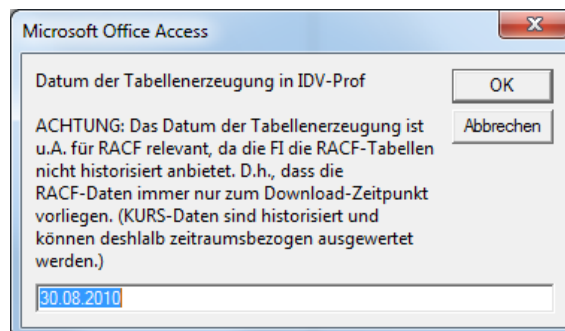 Microsoft Office Access
Datum der Tabellenerzeugung in IDV-Prof
OK
Abbrechen
ACHTUNG: Das Datum der Tabellenerzeugung ist
u.A. für RACF relevant, da die FI die RACF-Tabellen
nicht historisiert anbietet. D.h., dass die
RACF-Daten immer nur zum Download-Zeitpunkt
vorliegen. (KURS-Daten sind historisiert und
können deshlalb zeitraumsbezogen ausgewertet
werden.)
30.08.2010